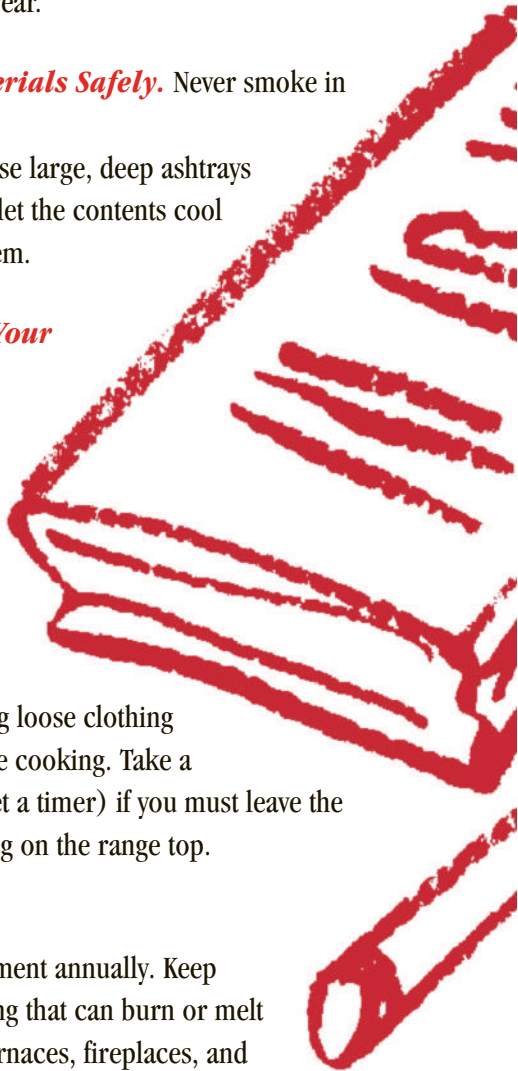 ear.
erials Safely. Never smoke in
se large, deep ashtrays
let the contents cool
em.
Your
g loose clothing
e cooking. Take a
et a timer) if you must leave the
g on the range top.
ment annually. Keep
ng that can burn or melt
rnaces, fireplaces, and